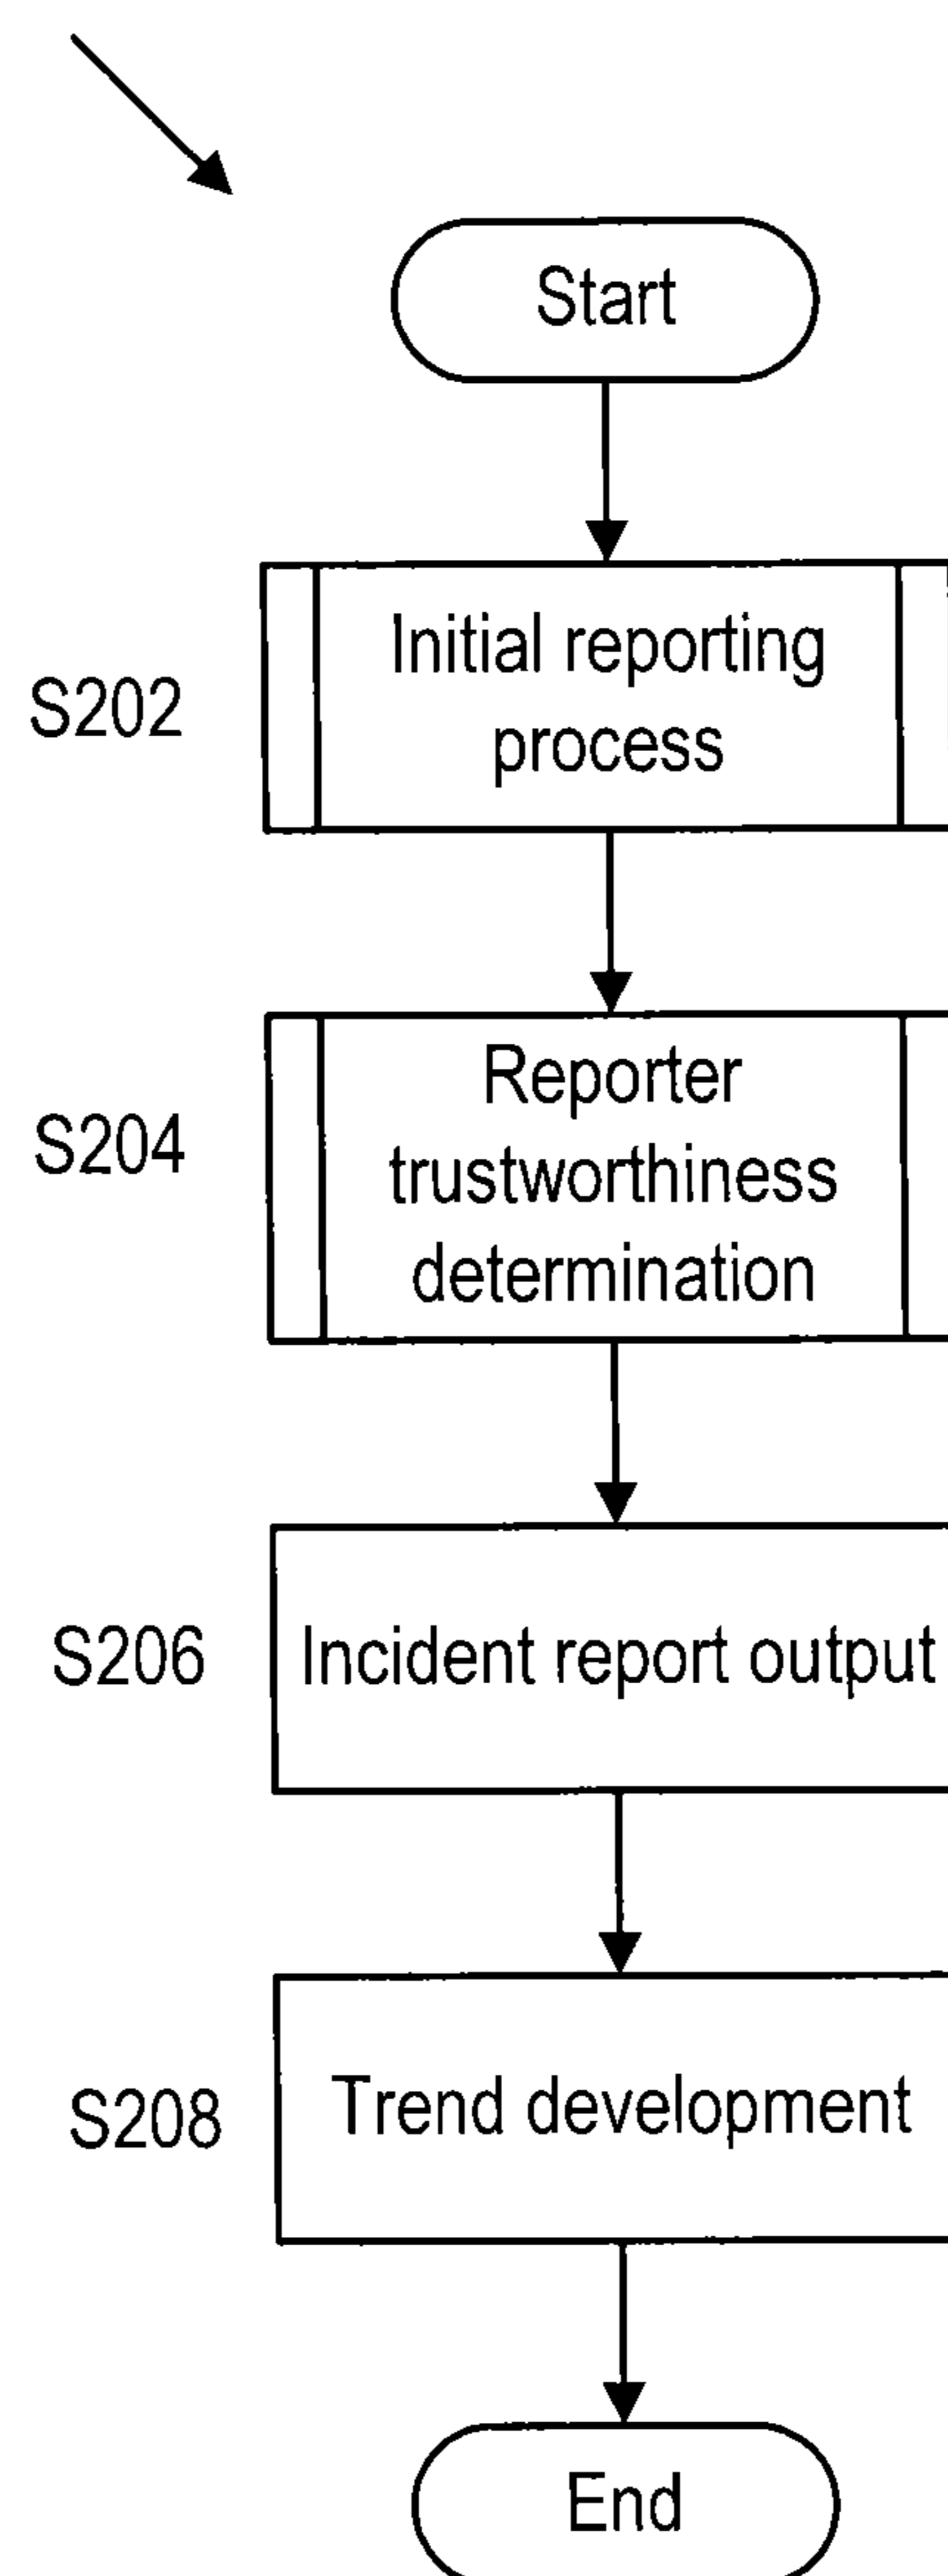 Start
S202
Initial reporting
process
S204
Reporter
trustworthiness
determination
S206
Incident report output
S208
Trend development
End